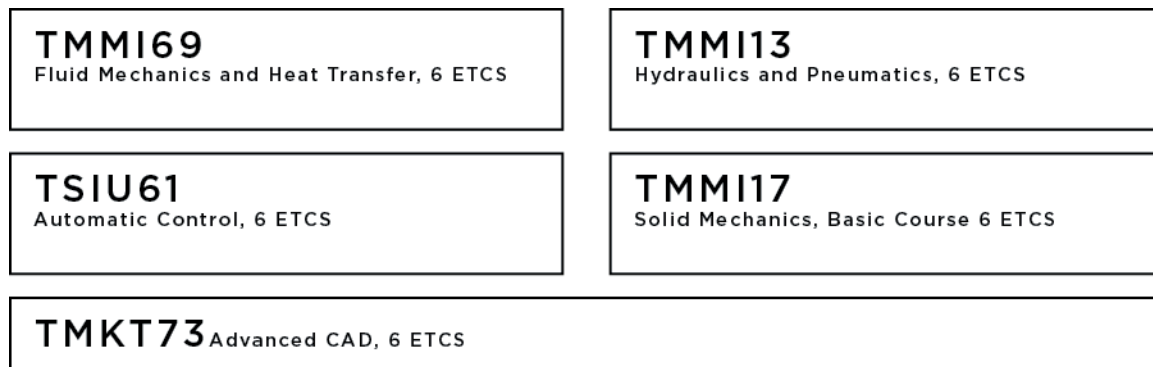 TMMI69
Fluid Mechanics and Heat Transfer, 6 ETCS
TMMI13
Hydraulics and Pneumatics, 6 ETCS
TSIU61
Automatic Control, 6 ETCS
TMMI17
Solid Mechanics, Basic Course 6 ETCS
TMKT73 Advanced CAD, 6 ETCS